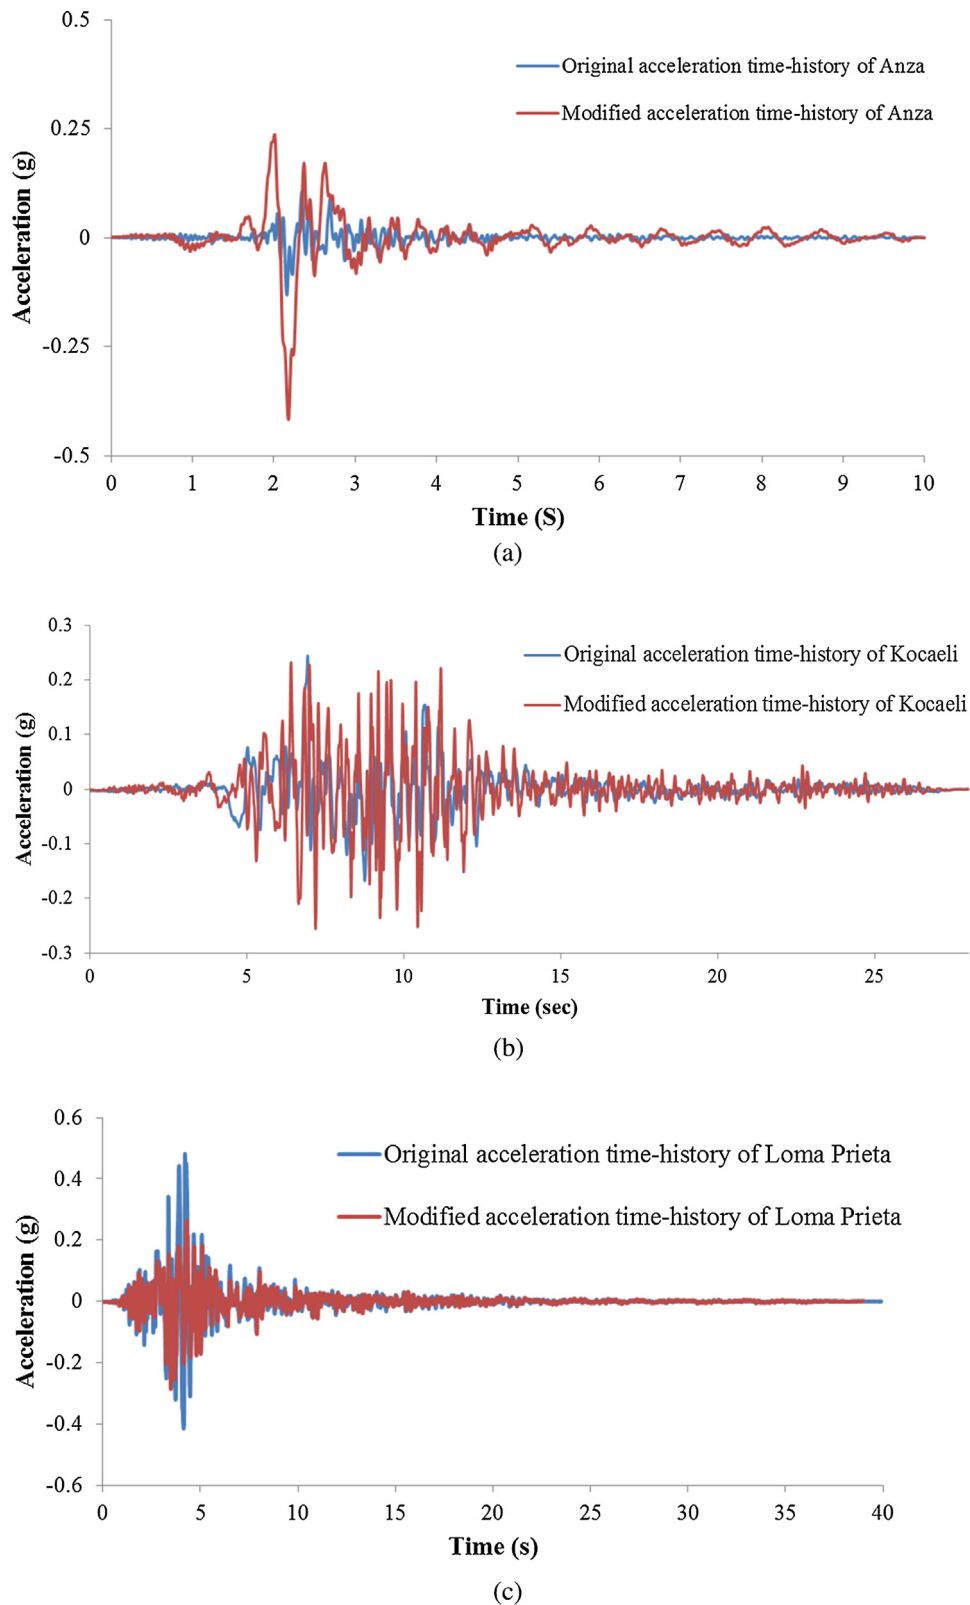 0.5
Original acceleration time-history of Anza
Modified acceleration time-history of Anza
0.25
0
-0.25
-0.5
Acceleration (g)
0 1 2 3 4 5 6 7 8 9 10
Time (S)
(a)
0.3
Original acceleration time-history of Kocaeli
0.2
Modified acceleration time-history of Kocaeli
0.1
0
-0.1
-0.2
-0.3
Acceleration (g)
0 5 10 15 20 25
Time (sec)
(b)
0.6
Original acceleration time-history of Loma Prieta
0.4
Modified acceleration time-history of Loma Prieta
0.2
0
-0.2
-0.4
-0.6
Acceleration (g)
0 5 10 15 20 25 30 35 40
Time (s)
(c)